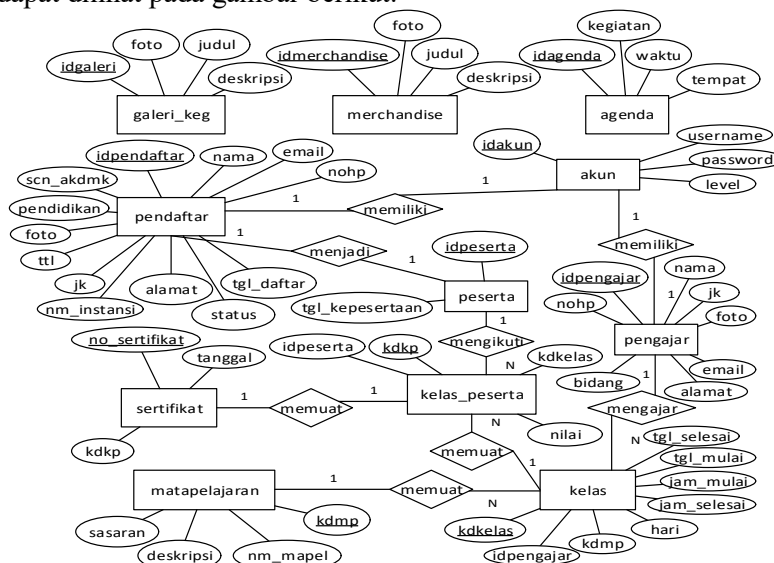 dapat dilihat pada gambar berikut.
foto judul
idgaleri deskripsi
galeri_keg
foto
idmerchandise judul
deskripsi
merchandise
kegiatan
idagenda waktu
tempat
agenda
idakun username
password
level
akun
idpendaftar nama email
scn_akdmk nohp
pendidikan
foto
ttl
jk
nm_instansi
alamat
status
tgl_daftar
pendaftar
1 memiliki 1
1 menjadi 1
1
memiliki
1
idpeserta
peserta
tgl_kepesertaan
1
mengikuti
N
idpengajar nama
nohp jk
foto
pengajar
email
bidang alamat
1
mengajar
N
no_sertifikat
tanggal
sertifikat
kdkp
1 memuat 1
idpeserta kdkp
kdkelas
kelas_peserta
nilai
N
memuat
1
tgl_selesai
tgl_mulai
jam_mulai
jam_selesai
hari
kelas
kdkelas
idpengajar
kdmp
matapelajaran
1 memuat N
sasaran
deskripsi
nm_mapel
kdmp